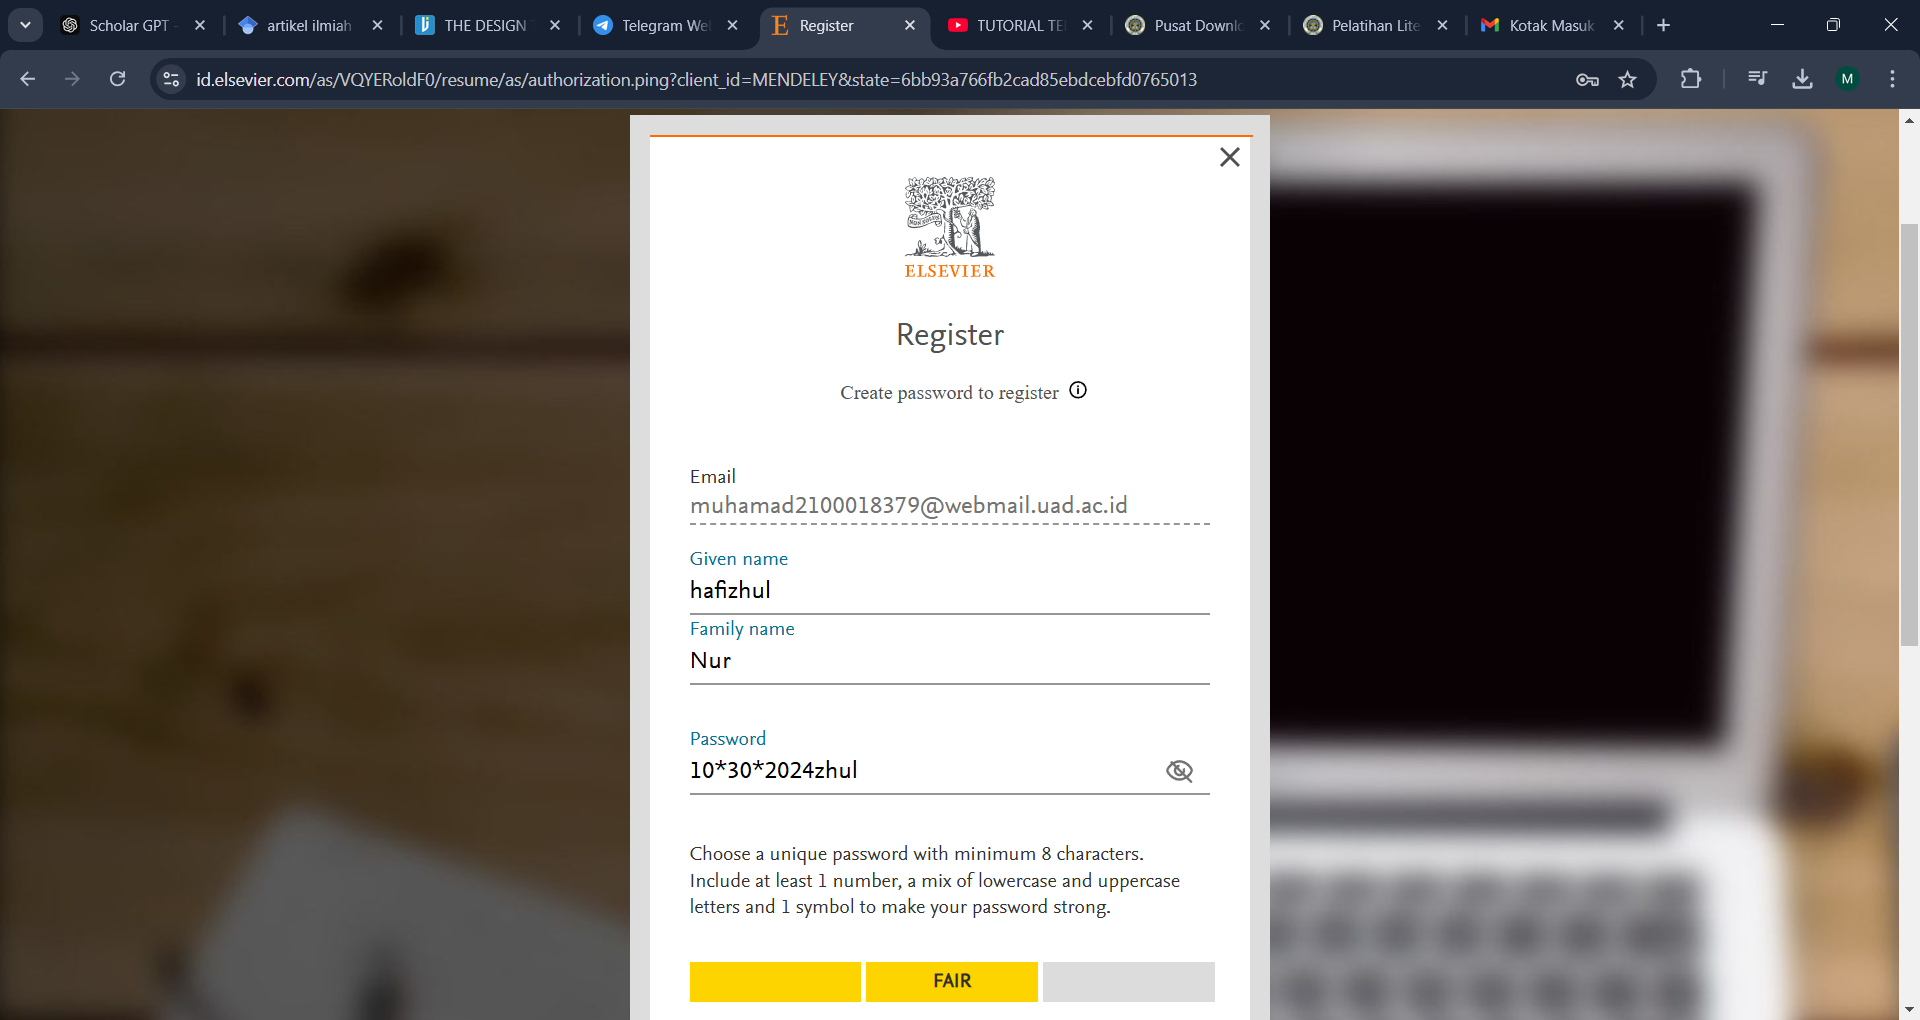 Scholar GPT
artikel ilmiah
THE DESIGN
Telegram We
Register
TUTORIAL TE
Pusat Downlo
Pelatihan Lite
Kotak Masuk
id.elsevier.com/as/VQYERoldF0/resume/as/authorization.ping?client_id=MENDELEY&state=6bb93a766fb2cad85ebdcebfd0765013
M
ELSEVIER
Register
Create password to register
Email
muhamad2100018379@webmail.uad.ac.id
Given name
hafizhul
Family name
Nur
Password
10*30*2024zhul
Choose a unique password with minimum 8 characters.
Include at least 1 number, a mix of lowercase and uppercase
letters and 1 symbol to make your password strong.
FAIR